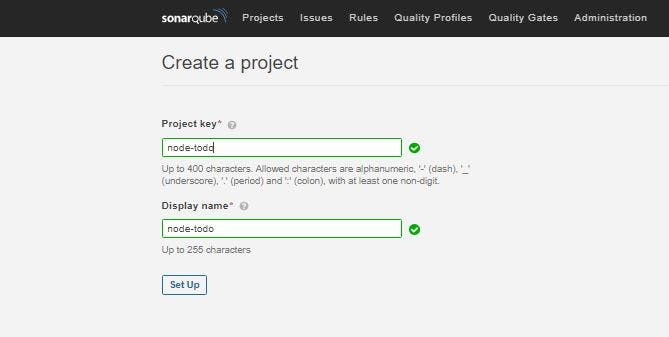 sonarqube Projects Issues Rules Quality Profiles Quality Gates Administration
Create a project
Project key* ?
node-todo
Up to 400 characters. Allowed characters are alphanumeric, '-' (dash), '_'
(underscore), '.' (period) and ':' (colon), with at least one non-digit.
Display name* ?
node-todo
Up to 255 characters
Set Up